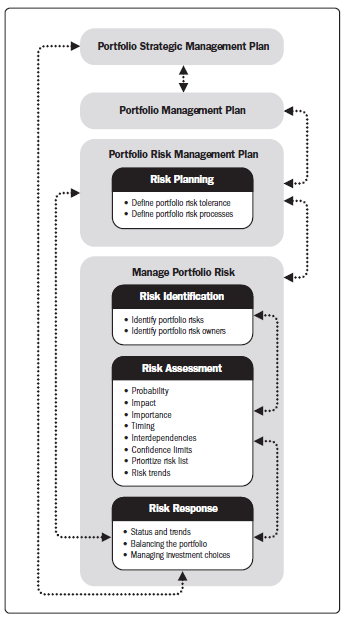 Portfolio Strategic Management Plan
Portfolio Management Plan
Portfolio Risk Management Plan
Risk Planning
• Define portfolio risk tolerance
• Define portfolio risk processes
Manage Portfolio Risk
Risk Identification
• Identify portfolio risks
• Identify portfolio risk owners
Risk Assessment
• Probability
• Impact
• Importance
• Timing
• Interdependencies
• Confidence limits
• Prioritize risk list
• Risk trends
Risk Response
• Status and trends
• Balancing the portfolio
• Managing investment choices